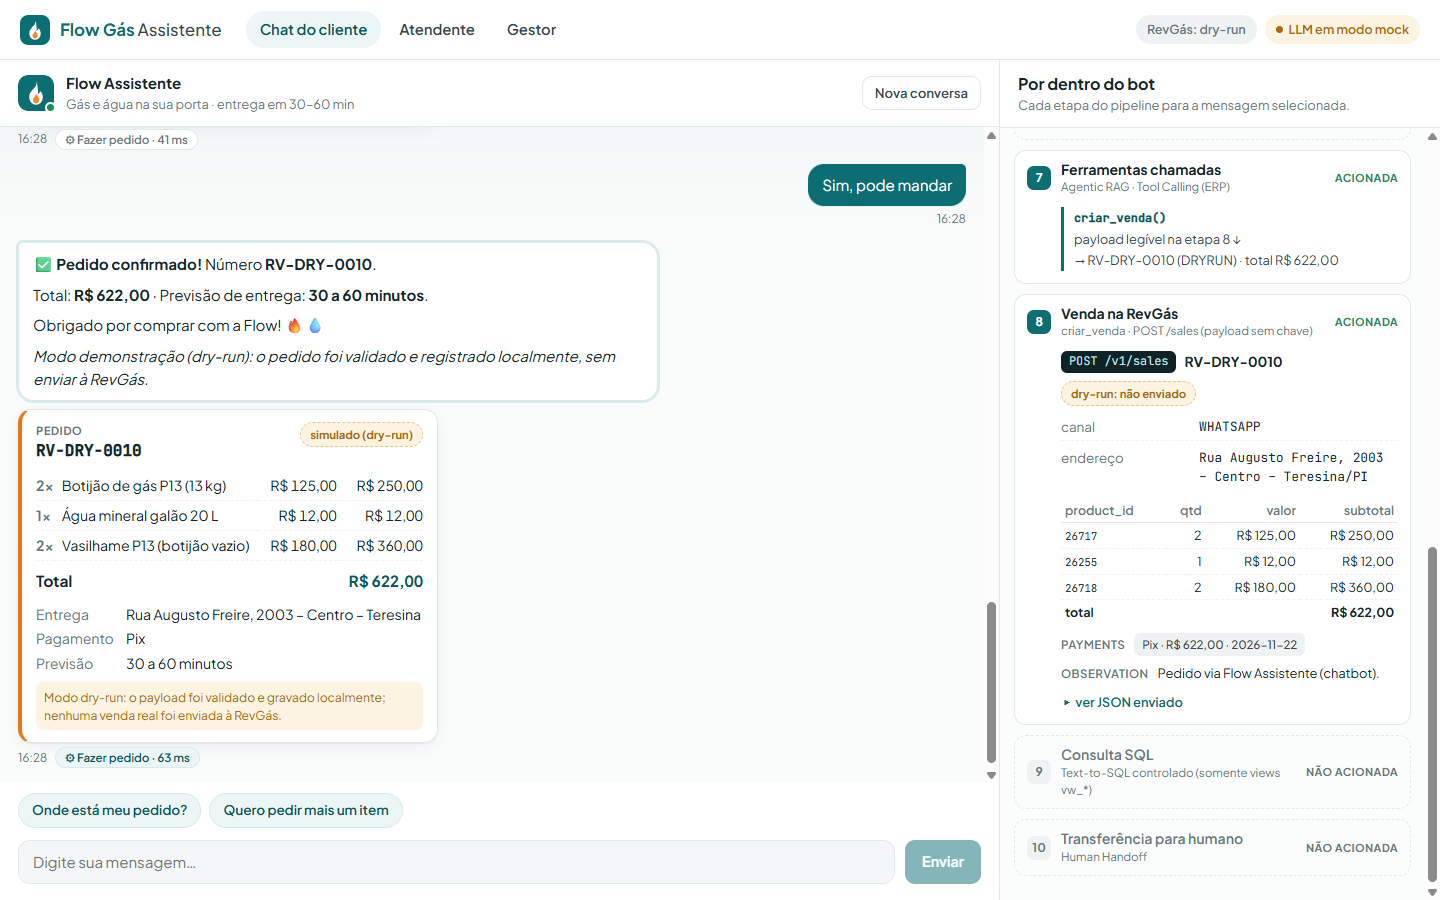 Flow Gás Assistente
Chat do cliente
Atendente
Gestor
RevGás: dry-run
LLM em modo mock
Flow Assistente
Gás e água na sua porta · entrega em 30–60 min
Nova conversa
16:28
⚙ Fazer pedido · 41 ms
Sim, pode mandar
16:28
✅ Pedido confirmado! Número RV-DRY-0010.
Total: R$ 622,00 · Previsão de entrega: 30 a 60 minutos.
Obrigado por comprar com a Flow! 🔥 💧
Modo demonstração (dry-run): o pedido foi validado e registrado localmente, sem
enviar à RevGás.
PEDIDO
RV-DRY-0010
simulado (dry-run)
2× Botijão de gás P13 (13 kg) R$ 125,00 R$ 250,00
1× Água mineral galão 20 L R$ 12,00 R$ 12,00
2× Vasilhame P13 (botijão vazio) R$ 180,00 R$ 360,00
Total R$ 622,00
Entrega Rua Augusto Freire, 2003 – Centro – Teresina
Pagamento Pix
Previsão 30 a 60 minutos
Modo dry-run: o payload foi validado e gravado localmente;
nenhuma venda real foi enviada à RevGás.
16:28
⚙ Fazer pedido · 63 ms
Onde está meu pedido?
Quero pedir mais um item
Digite sua mensagem...
Enviar
Por dentro do bot
Cada etapa do pipeline para a mensagem selecionada.
7
Ferramentas chamadas
Agentic RAG · Tool Calling (ERP)
ACIONADA
criar_venda()
payload legível na etapa 8 ↓
→ RV-DRY-0010 (DRYRUN) · total R$ 622,00
8
Venda na RevGás
criar_venda · POST /sales (payload sem chave)
ACIONADA
POST /v1/sales RV-DRY-0010
dry-run: não enviado
canal WHATSAPP
endereço Rua Augusto Freire, 2003
– Centro – Teresina/PI
product_id qtd valor subtotal
26717 2 R$ 125,00 R$ 250,00
26255 1 R$ 12,00 R$ 12,00
26718 2 R$ 180,00 R$ 360,00
total R$ 622,00
PAYMENTS Pix · R$ 622,00 · 2026-11-22
OBSERVATION Pedido via Flow Assistente (chatbot).
▸ ver JSON enviado
9
Consulta SQL
Text-to-SQL controlado (somente views
vw_*)
NÃO ACIONADA
10
Transferência para humano
Human Handoff
NÃO ACIONADA